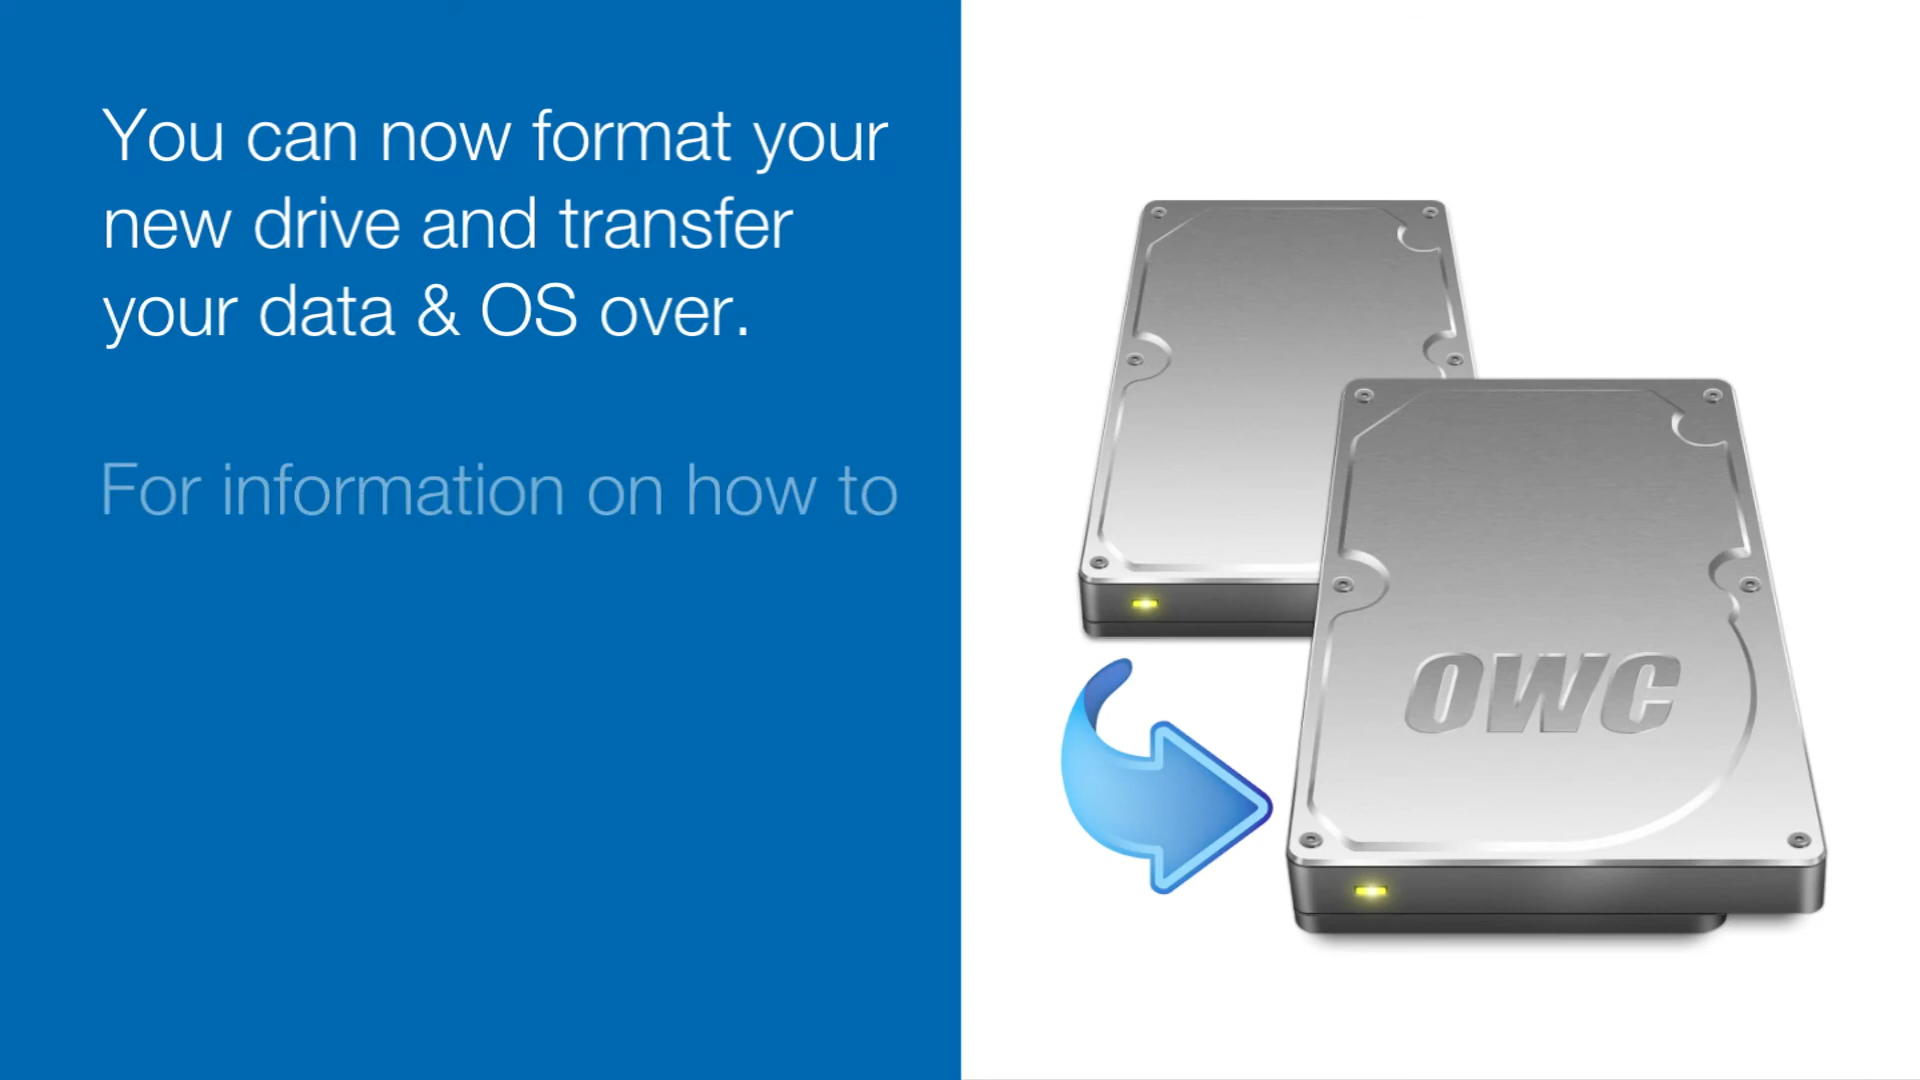 You can now format your
new drive and transfer
your data & OS over.
For information on how to
OWC